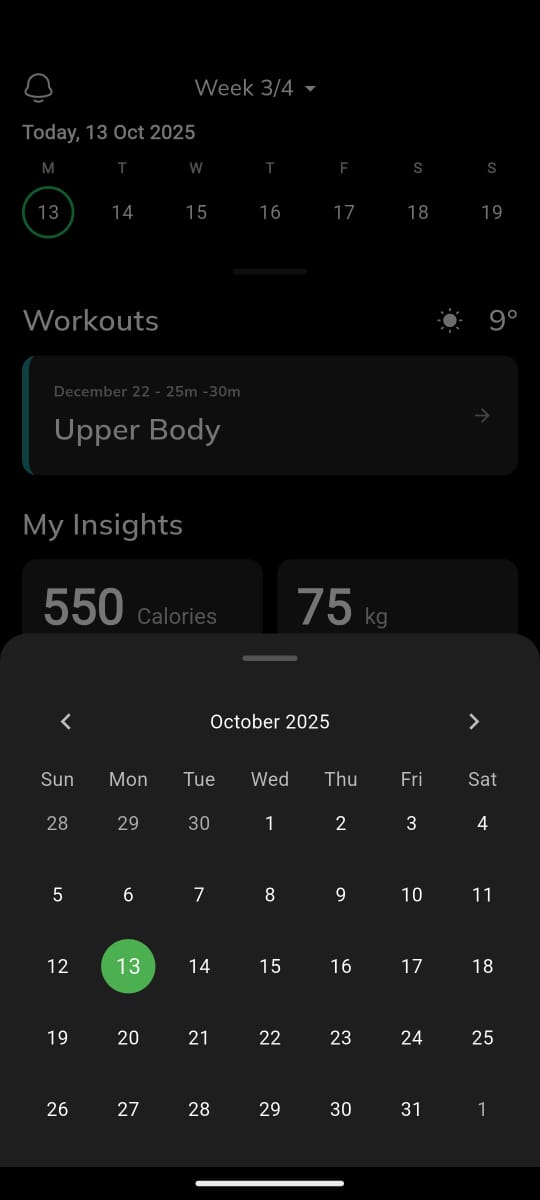 Week 3/4
Today, 13 Oct 2025
M T W T F S S
13 14 15 16 17 18 19
Workouts 9°
December 22 - 25m -30m
Upper Body
My Insights
550 Calories 75 kg
October 2025
Sun Mon Tue Wed Thu Fri Sat
28 29 30 1 2 3 4
5 6 7 8 9 10 11
12 13 14 15 16 17 18
19 20 21 22 23 24 25
26 27 28 29 30 31 1